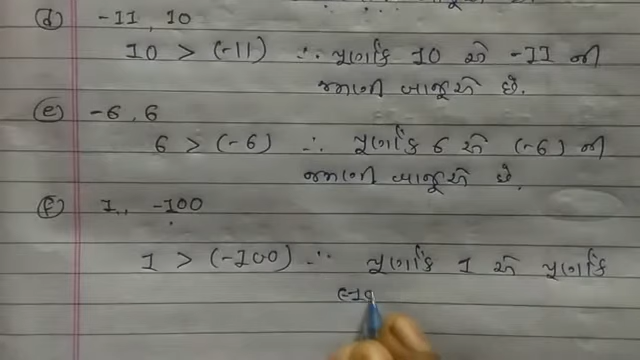 (d) -11, 10
10 > (-11) ∴ પૂર્ણાંક 10 એ -11 ની
જમણી બાજુએ છે.
(e) -6, 6
6 > (-6) ∴ પૂર્ણાંક 6 એ (-6) ની
જમણી બાજુએ છે.
(f) 1, -100
1 > (-100) ∴ પૂર્ણાંક 1 એ પૂર્ણાંક
(-10